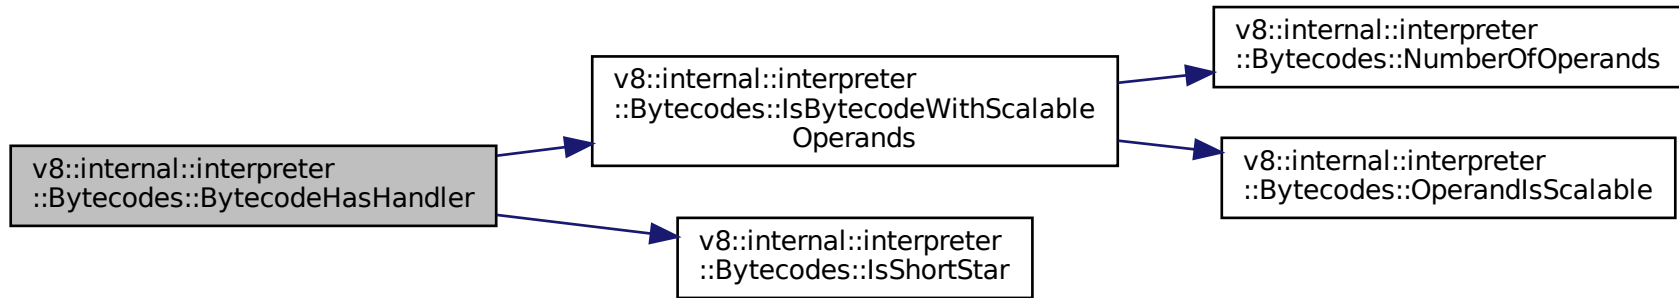 v8::internal::interpreter
::Bytecodes::BytecodeHasHandler
v8::internal::interpreter
::Bytecodes::IsBytecodeWithScalable
Operands
v8::internal::interpreter
::Bytecodes::NumberOfOperands
v8::internal::interpreter
::Bytecodes::OperandIsScalable
v8::internal::interpreter
::Bytecodes::IsShortStar